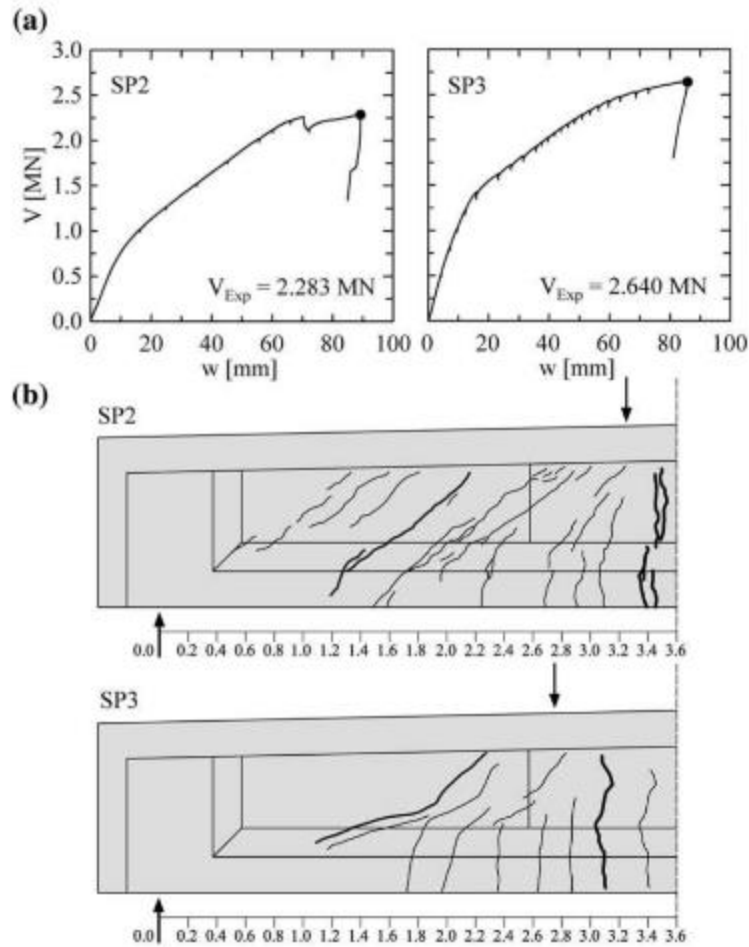 (a)
3.0
2.5
2.0
1.5
1.0
0.5
0.0
V [MN]
SP2
V_Exp = 2.283 MN
0 20 40 60 80 100
w [mm]
SP3
V_Exp = 2.640 MN
0 20 40 60 80 100
w [mm]
(b)
SP2
0.0 0.2 0.4 0.6 0.8 1.0 1.2 1.4 1.6 1.8 2.0 2.2 2.4 2.6 2.8 3.0 3.2 3.4 3.6
SP3
0.0 0.2 0.4 0.6 0.8 1.0 1.2 1.4 1.6 1.8 2.0 2.2 2.4 2.6 2.8 3.0 3.2 3.4 3.6